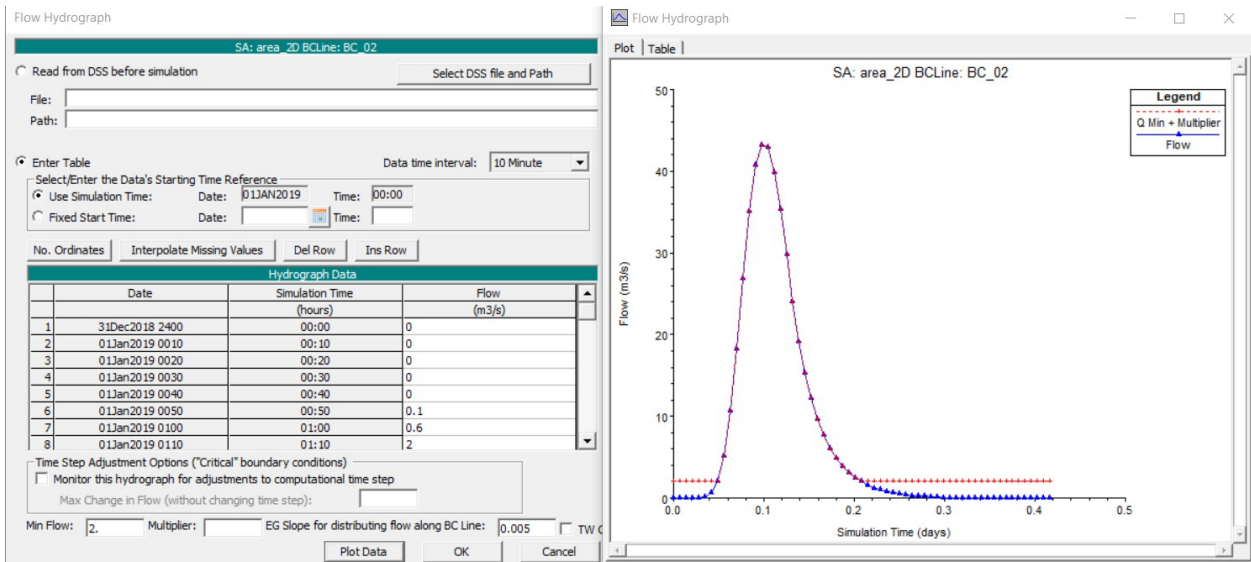 Flow Hydrograph
SA: area_2D BCLine: BC_02
Read from DSS before simulation
Select DSS file and Path
File:
Path:
Enter Table
Data time interval: 10 Minute
Select/Enter the Data's Starting Time Reference
Use Simulation Time: Date: 01JAN2019 Time: 00:00
Fixed Start Time: Date: Time:
No. Ordinates Interpolate Missing Values Del Row Ins Row
Hydrograph Data
Date Simulation Time Flow
(hours) (m3/s)
1 31Dec2018 2400 00:00 0
2 01Jan2019 0010 00:10 0
3 01Jan2019 0020 00:20 0
4 01Jan2019 0030 00:30 0
5 01Jan2019 0040 00:40 0
6 01Jan2019 0050 00:50 0.1
7 01Jan2019 0100 01:00 0.6
8 01Jan2019 0110 01:10 2
Time Step Adjustment Options ("Critical" boundary conditions)
Monitor this hydrograph for adjustments to computational time step
Max Change in Flow (without changing time step):
Min Flow: 2. Multiplier: EG Slope for distributing flow along BC Line: 0.005 TW
Plot Data OK Cancel
Flow Hydrograph
Plot Table
SA: area_2D BCLine: BC_02
Legend
Q Min + Multiplier
Flow
50
40
30
20
10
0
Flow (m3/s)
0.0 0.1 0.2 0.3 0.4 0.5
Simulation Time (days)